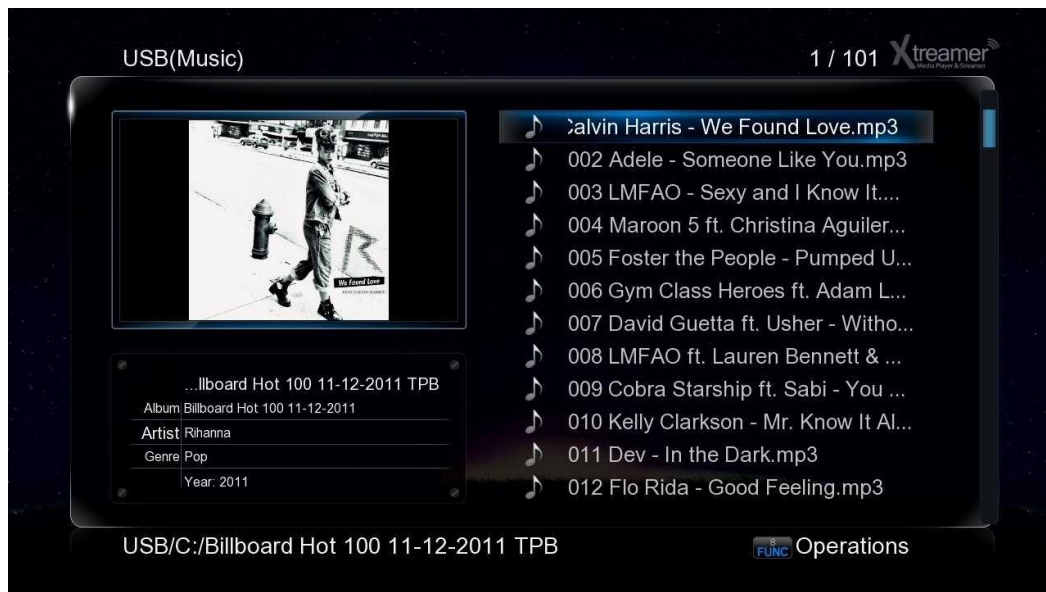 USB(Music)
1 / 101
Xtreamer
Media Player & Streamer
We Found Love
Calvin Harris - We Found Love.mp3
002 Adele - Someone Like You.mp3
003 LMFAO - Sexy and I Know It....
004 Maroon 5 ft. Christina Aguiler...
005 Foster the People - Pumped U...
006 Gym Class Heroes ft. Adam L...
007 David Guetta ft. Usher - Witho...
008 LMFAO ft. Lauren Bennett & ...
009 Cobra Starship ft. Sabi - You ...
010 Kelly Clarkson - Mr. Know It Al...
011 Dev - In the Dark.mp3
012 Flo Rida - Good Feeling.mp3
...llboard Hot 100 11-12-2011 TPB
Album Billboard Hot 100 11-12-2011
Artist Rihanna
Genre Pop
Year: 2011
USB/C:/Billboard Hot 100 11-12-2011 TPB
8
FUNC Operations